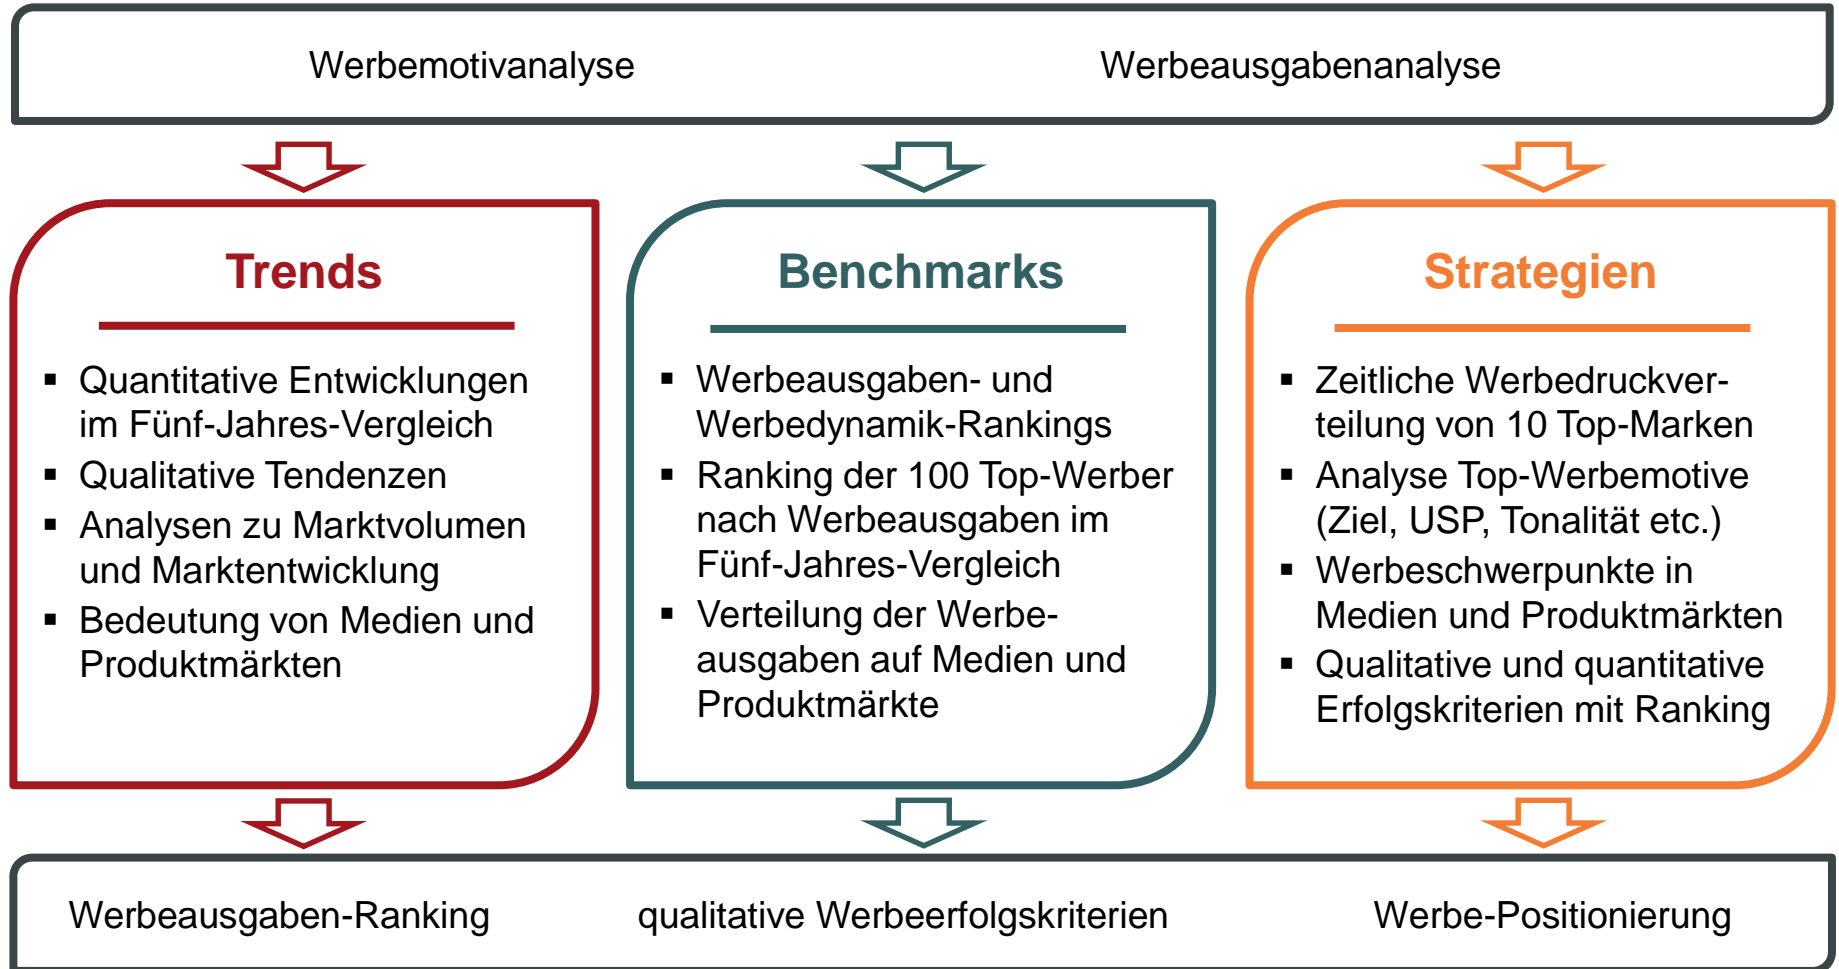 Werbemotivanalyse
Werbeausgabenanalyse
Trends
▪ Quantitative Entwicklungen
im Fünf-Jahres-Vergleich
▪ Qualitative Tendenzen
▪ Analysen zu Marktvolumen
und Marktentwicklung
▪ Bedeutung von Medien und
Produktmärkten
Benchmarks
▪ Werbeausgaben- und
Werbedynamik-Rankings
▪ Ranking der 100 Top-Werber
nach Werbeausgaben im
Fünf-Jahres-Vergleich
▪ Verteilung der Werbe-
ausgaben auf Medien und
Produktmärkte
Strategien
▪ Zeitliche Werbedruckver-
teilung von 10 Top-Marken
▪ Analyse Top-Werbemotive
(Ziel, USP, Tonalität etc.)
▪ Werbeschwerpunkte in
Medien und Produktmärkten
▪ Qualitative und quantitative
Erfolgskriterien mit Ranking
Werbeausgaben-Ranking
qualitative Werbeerfolgskriterien
Werbe-Positionierung